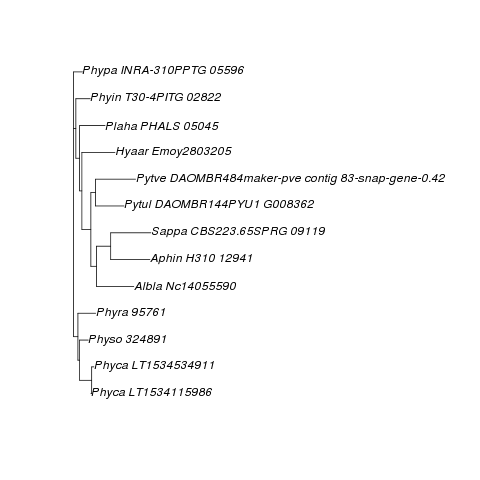 Phypa INRA-310PPTG 05596
Phyin T30-4PITG 02822
Plaha PHALS 05045
Hyaar Emoy2803205
Pytve DAOMBR484maker-pve contig 83-snap-gene-0.42
Pytul DAOMBR144PYU1 G008362
Sappa CBS223.65SPRG 09119
Aphin H310 12941
Albla Nc14055590
Phyra 95761
Physo 324891
Phyca LT1534534911
Phyca LT1534115986